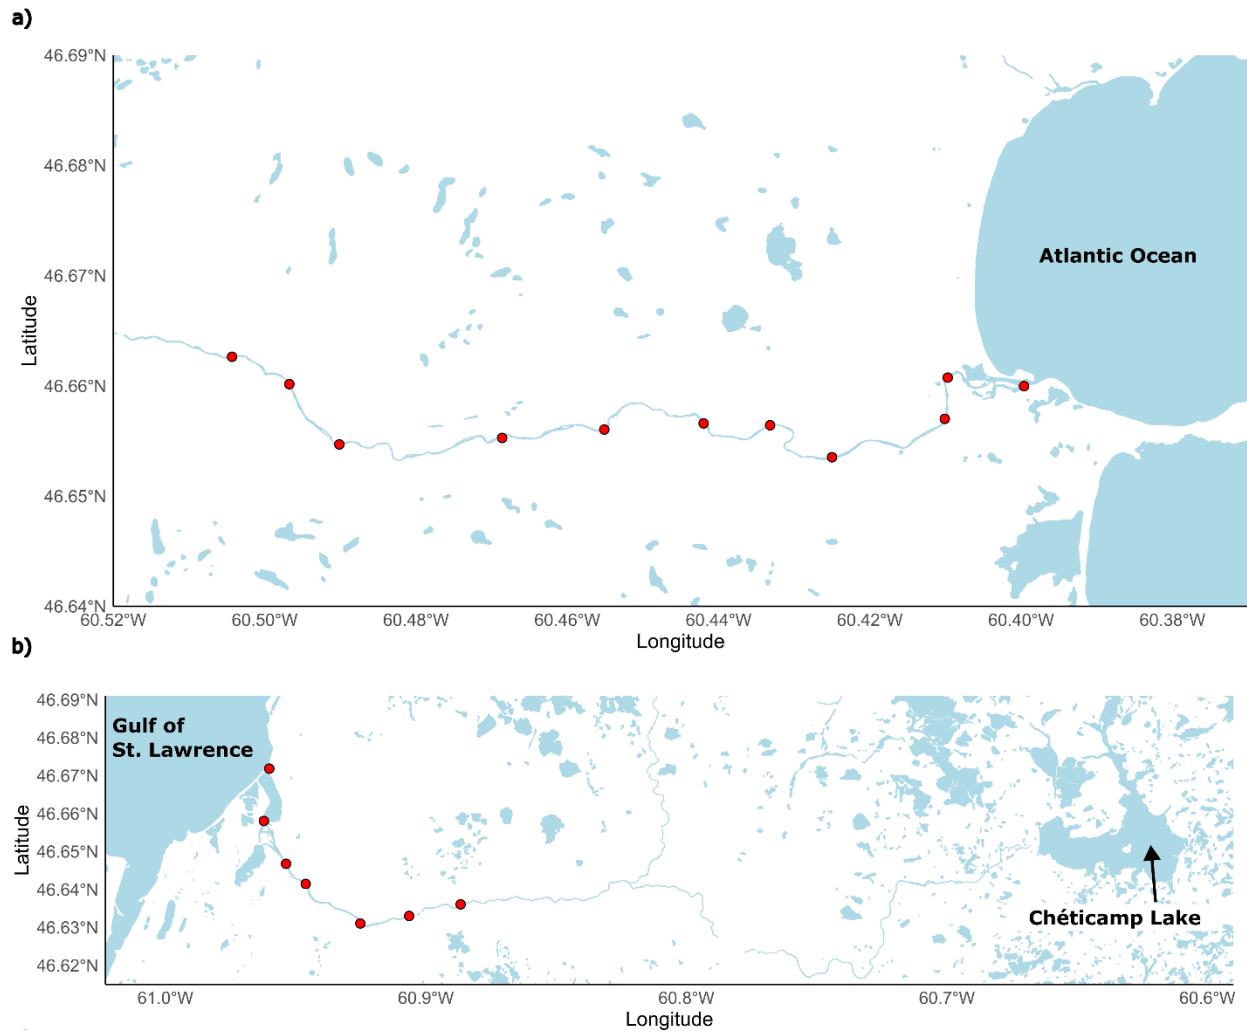 a)
46.69°N
46.68°N
46.67°N
46.66°N
46.65°N
46.64°N
Latitude
Atlantic Ocean
60.52°W 60.50°W 60.48°W 60.46°W 60.44°W 60.42°W 60.40°W 60.38°W
Longitude
b)
46.69°N
46.68°N
46.67°N
46.66°N
46.65°N
46.64°N
46.63°N
46.62°N
Latitude
Gulf of
St. Lawrence
Chéticamp Lake
61.0°W 60.9°W 60.8°W 60.7°W 60.6°W
Longitude